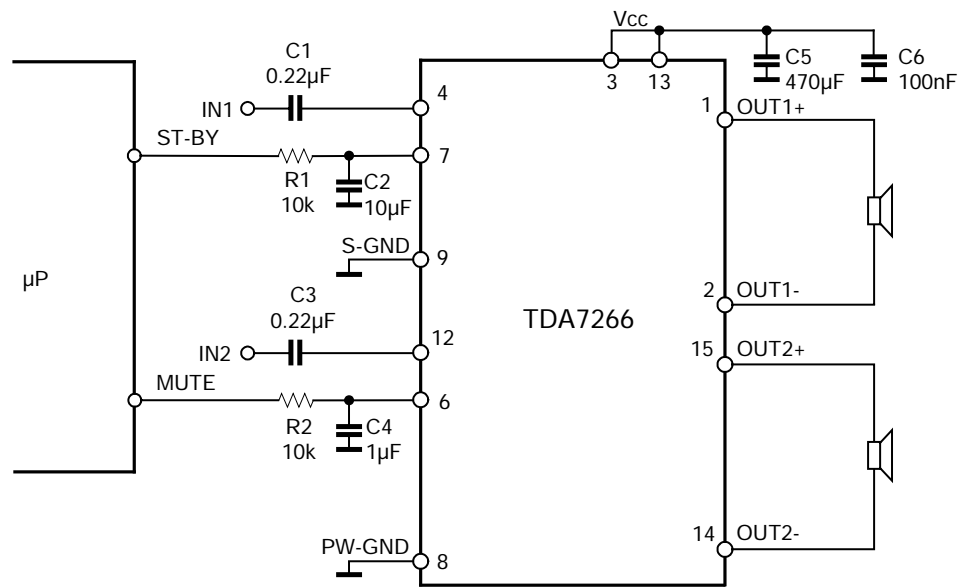 Vcc
C1
0.22µF
C5
470µF
C6
100nF
3
13
4
1
OUT1+
IN1
ST-BY
7
R1
10k
C2
10µF
S-GND
9
µP
C3
0.22µF
2
OUT1-
TDA7266
12
15
OUT2+
IN2
MUTE
6
R2
10k
C4
1µF
14
OUT2-
PW-GND
8